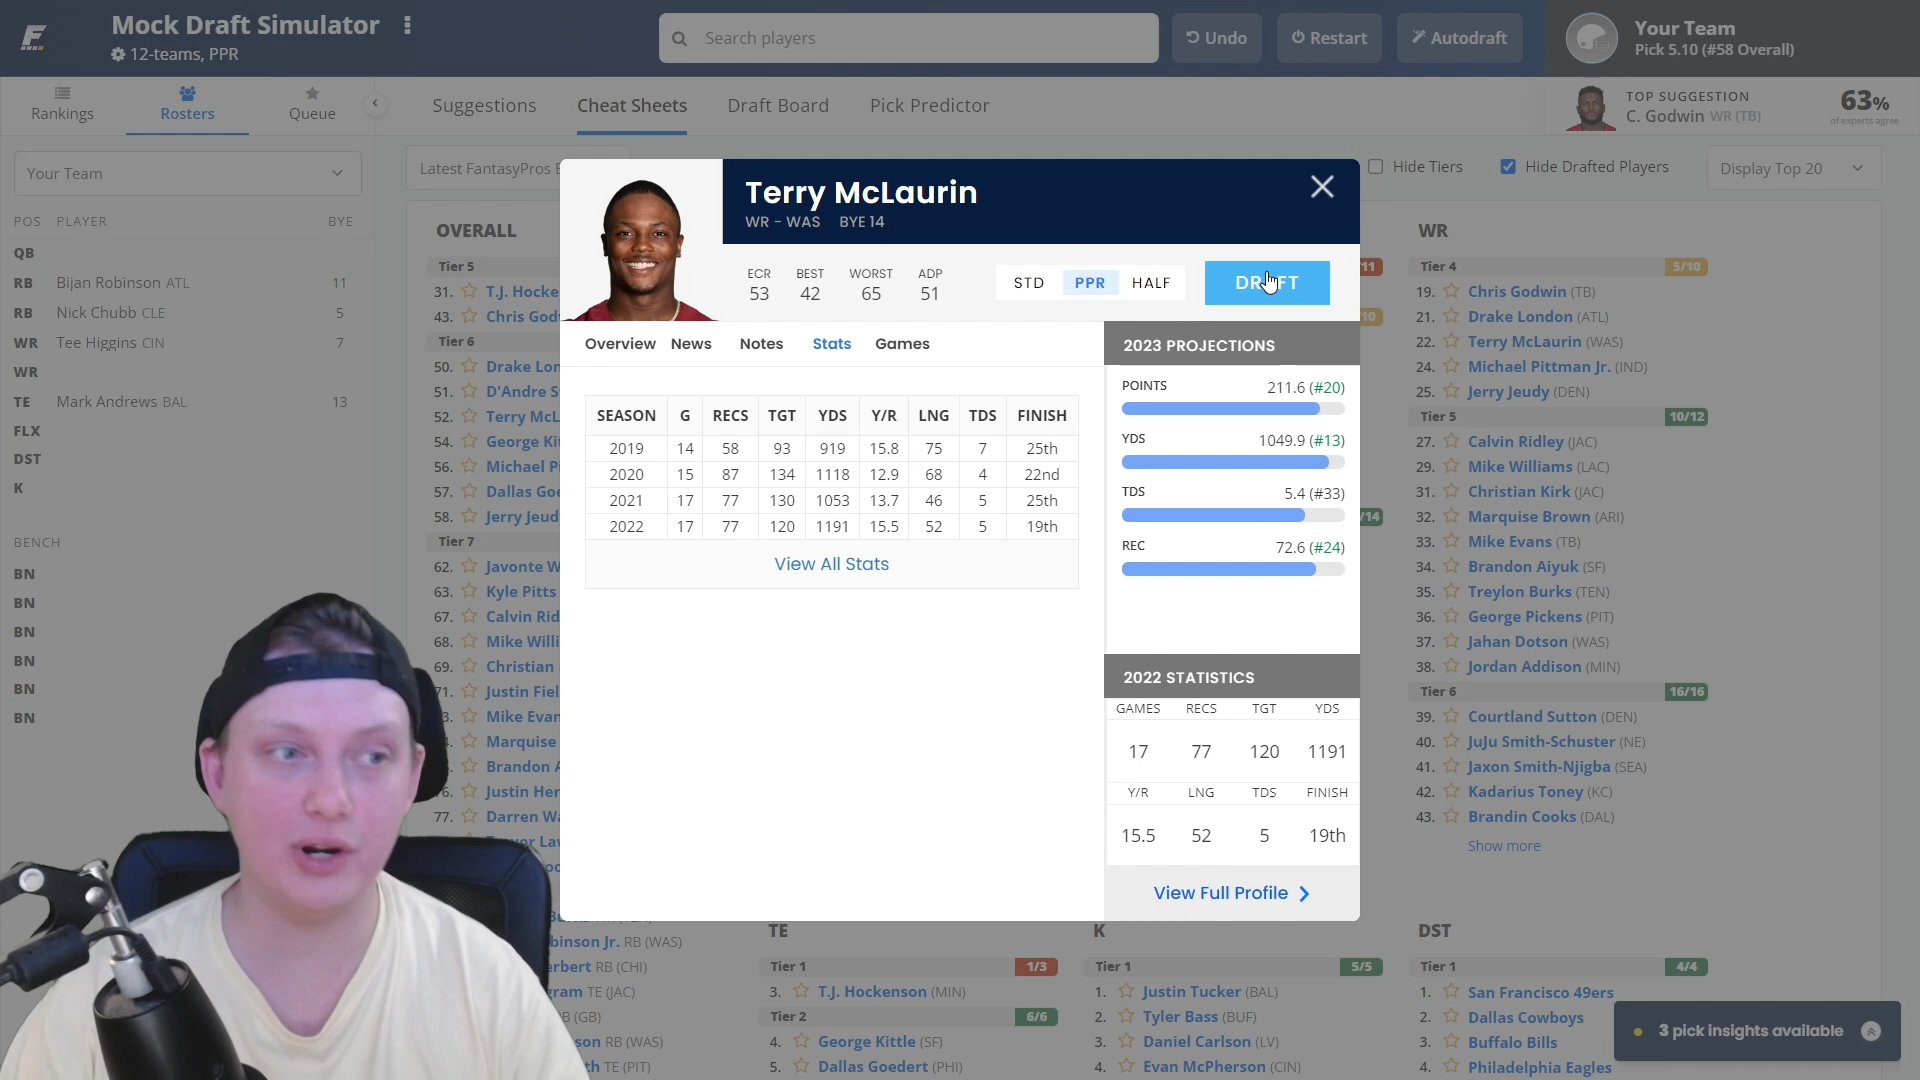 Mock Draft Simulator
12-teams, PPR
Search players
Undo
Restart
Autodraft
Your Team
Pick 5.10 (#58 Overall)
Rankings
Rosters
Queue
Suggestions
Cheat Sheets
Draft Board
Pick Predictor
TOP SUGGESTION
C. Godwin WR (TB)
63%
of experts agree
Your Team
Latest FantasyPros
Hide Tiers
Hide Drafted Players
Display Top 20
POS PLAYER BYE
QB
RB Bijan Robinson ATL 11
RB Nick Chubb CLE 5
WR Tee Higgins CIN 7
WR
TE Mark Andrews BAL 13
FLX
DST
K
BENCH
BN
BN
BN
BN
BN
BN
OVERALL
Tier 5
31. T.J. Hocke
43. Chris God
Tier 6
50. Drake Lon
51. D'Andre S
52. Terry McL
54. George Ki
56. Michael P
57. Dallas Goe
58. Jerry Jeud
Tier 7
62. Javonte W
63. Kyle Pitts
67. Calvin Rid
68. Mike Willi
69. Christian
71. Justin Fiel
3. Mike Evan
Marquise
Brandon A
76. Justin Her
77. Darren Wa
vor Lav
binson Jr. RB (WAS)
erbert RB (CHI)
gram TE (JAC)
B (GB)
son RB (WAS)
th TE (PIT)
Terry McLaurin
WR - WAS BYE 14
ECR BEST WORST ADP
53 42 65 51
STD PPR HALF
DR FT
Overview News Notes Stats Games
SEASON G RECS TGT YDS Y/R LNG TDS FINISH
2019 14 58 93 919 15.8 75 7 25th
2020 15 87 134 1118 12.9 68 4 22nd
2021 17 77 130 1053 13.7 46 5 25th
2022 17 77 120 1191 15.5 52 5 19th
View All Stats
2023 PROJECTIONS
POINTS 211.6 (#20)
YDS 1049.9 (#13)
TDS 5.4 (#33)
REC 72.6 (#24)
2022 STATISTICS
GAMES RECS TGT YDS
17 77 120 1191
Y/R LNG TDS FINISH
15.5 52 5 19th
View Full Profile
/11
/10
/14
WR
Tier 4 5/10
19. Chris Godwin (TB)
21. Drake London (ATL)
22. Terry McLaurin (WAS)
24. Michael Pittman Jr. (IND)
25. Jerry Jeudy (DEN)
Tier 5 10/12
27. Calvin Ridley (JAC)
29. Mike Williams (LAC)
31. Christian Kirk (JAC)
32. Marquise Brown (ARI)
33. Mike Evans (TB)
34. Brandon Aiyuk (SF)
35. Treylon Burks (TEN)
36. George Pickens (PIT)
37. Jahan Dotson (WAS)
38. Jordan Addison (MIN)
Tier 6 16/16
39. Courtland Sutton (DEN)
40. JuJu Smith-Schuster (NE)
41. Jaxon Smith-Njigba (SEA)
42. Kadarius Toney (KC)
43. Brandin Cooks (DAL)
Show more
TE
Tier 1 1/3
3. T.J. Hockenson (MIN)
Tier 2 6/6
4. George Kittle (SF)
5. Dallas Goedert (PHI)
K
Tier 1 5/5
1. Justin Tucker (BAL)
2. Tyler Bass (BUF)
3. Daniel Carlson (LV)
4. Evan McPherson (CIN)
DST
Tier 1 4/4
1. San Francisco 49ers
2. Dallas Cowboys
3. Buffalo Bills
4. Philadelphia Eagles
3 pick insights available